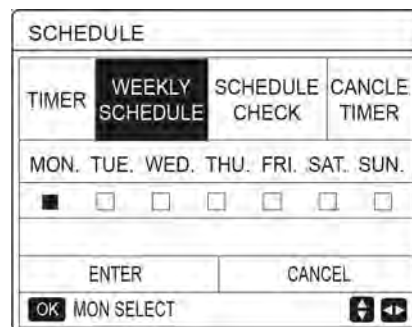 SCHEDULE
TIMER WEEKLY SCHEDULE SCHEDULE CHECK CANCLE TIMER
MON. TUE. WED. THU. FRI. SAT. SUN.
ENTER CANCEL
OK MON SELECT